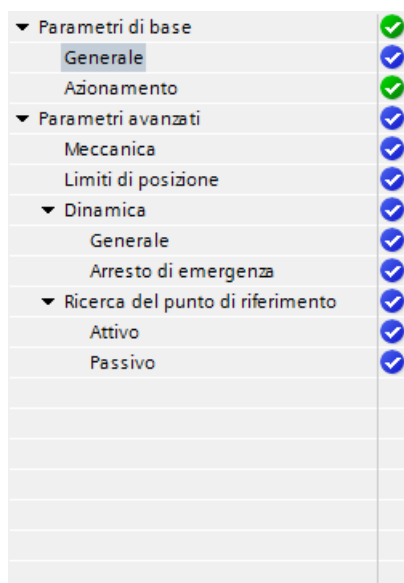 Parametri di base
Generale
Azionamento
Parametri avanzati
Meccanica
Limiti di posizione
Dinamica
Generale
Arresto di emergenza
Ricerca del punto di riferimento
Attivo
Passivo